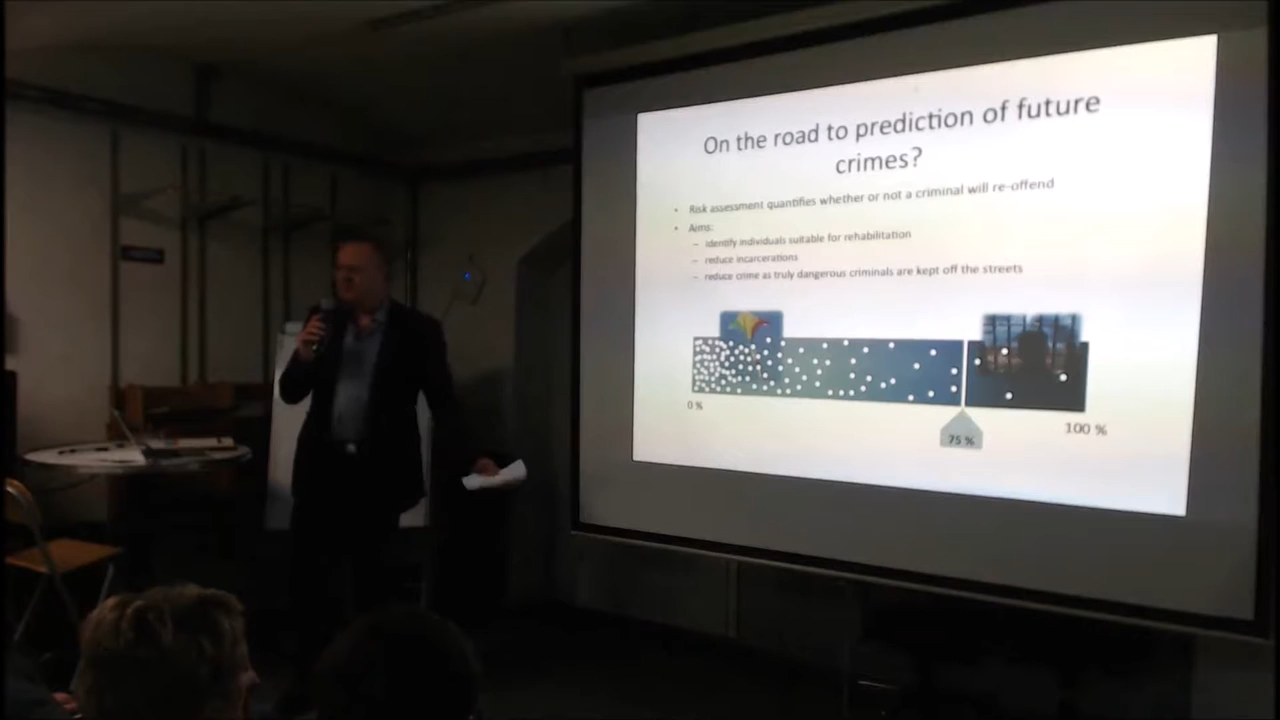 On the road to prediction of future
crimes?
• Risk assessment quantifies whether or not a criminal will re-offend
• Aims:
– identify individuals suitable for rehabilitation
– reduce incarcerations
– reduce crime as truly dangerous criminals are kept off the streets
0 %
75 %
100 %